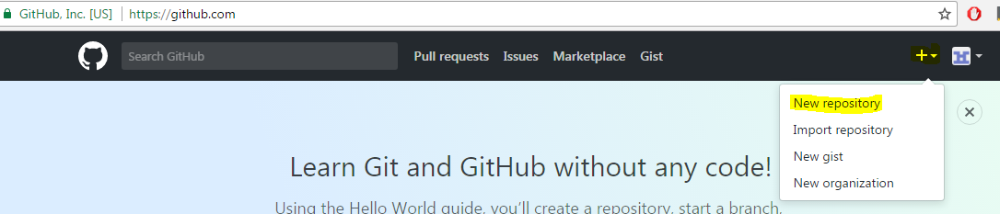 GitHub, Inc. [US] https://github.com
Search GitHub Pull requests Issues Marketplace Gist
New repository
Import repository
New gist
New organization
Learn Git and GitHub without any code!
Using the Hello World guide, you’ll create a repository, start a branch,